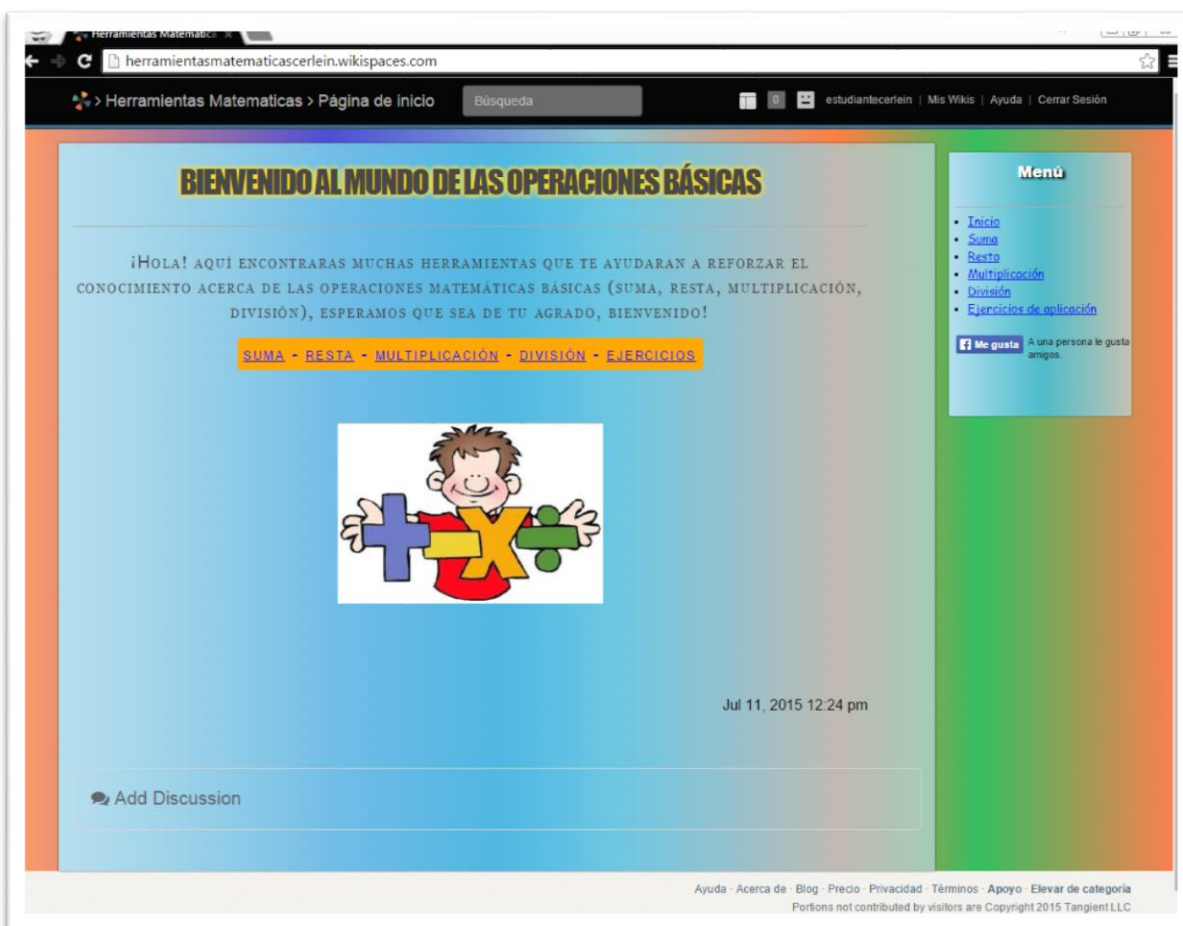 Herramientas Matematica
herramientasmatematicascerlein.wikispaces.com
> Herramientas Matematicas > Página de inicio
Búsqueda
0
estudiantecerlein | Mis Wikis | Ayuda | Cerrar Sesión
BIENVENIDO AL MUNDO DE LAS OPERACIONES BÁSICAS
¡HOLA! AQUÍ ENCONTRARAS MUCHAS HERRAMIENTAS QUE TE AYUDARAN A REFORZAR EL
CONOCIMIENTO ACERCA DE LAS OPERACIONES MATEMÁTICAS BÁSICAS (SUMA, RESTA, MULTIPLICACIÓN,
DIVISIÓN), ESPERAMOS QUE SEA DE TU AGRADO, BIENVENIDO!
SUMA - RESTA - MULTIPLICACIÓN - DIVISIÓN - EJERCICIOS
+ - X ÷
Jul 11, 2015 12:24 pm
Add Discussion
Menú
Inicio
Suma
Resta
Multiplicación
División
Ejercicios de aplicación
Me gusta
A una persona le gusta
amigos.
Ayuda · Acerca de · Blog · Precio · Privacidad · Términos · Apoyo · Elevar de categoría
Portions not contributed by visitors are Copyright 2015 Tangient LLC